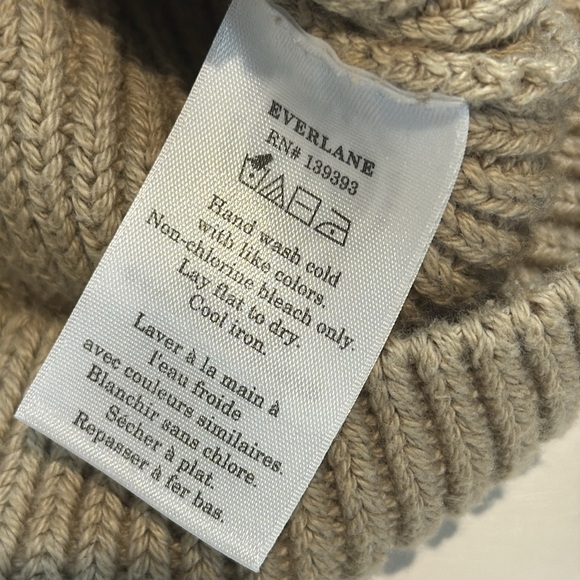 EVERLANE
RN# 139393
Hand wash cold
with like colors.
Non-chlorine bleach only.
Lay flat to dry.
Cool iron.
Laver à la main à
l'eau froide
avec couleurs similaires.
Blanchir sans chlore.
Sécher à plat.
Repasser à fer bas.